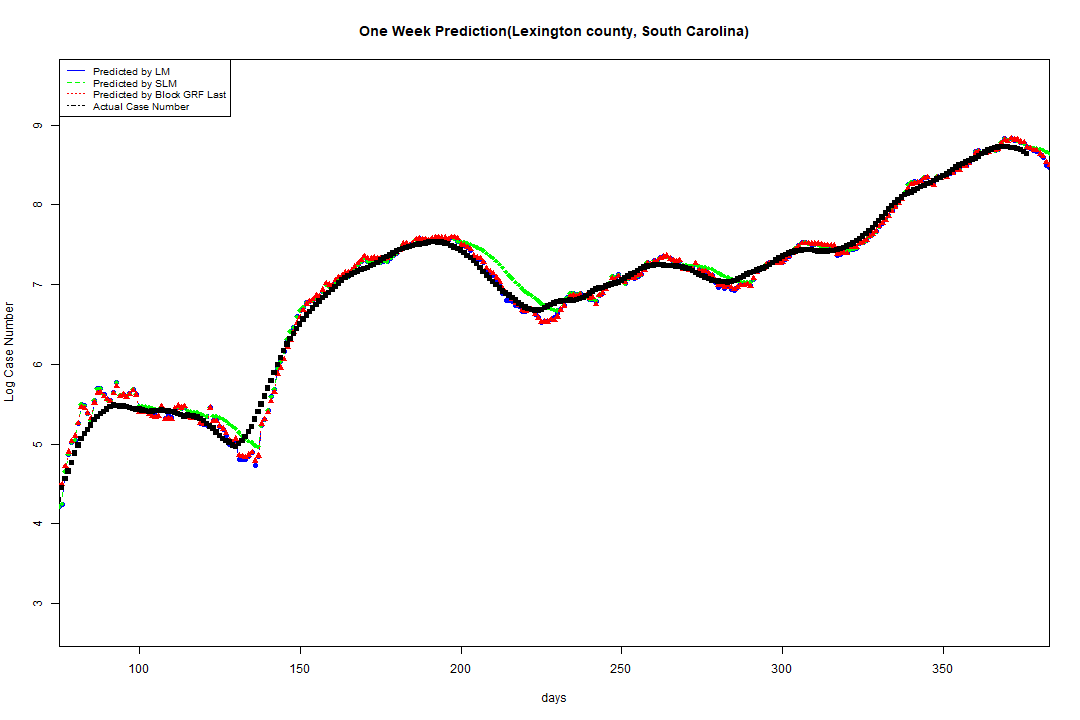 One Week Prediction(Lexington county, South Carolina)
Predicted by LM
Predicted by SLM
Predicted by Block GRF Last
Actual Case Number
9
8
7
6
5
4
3
Log Case Number
100 150 200 250 300 350
days